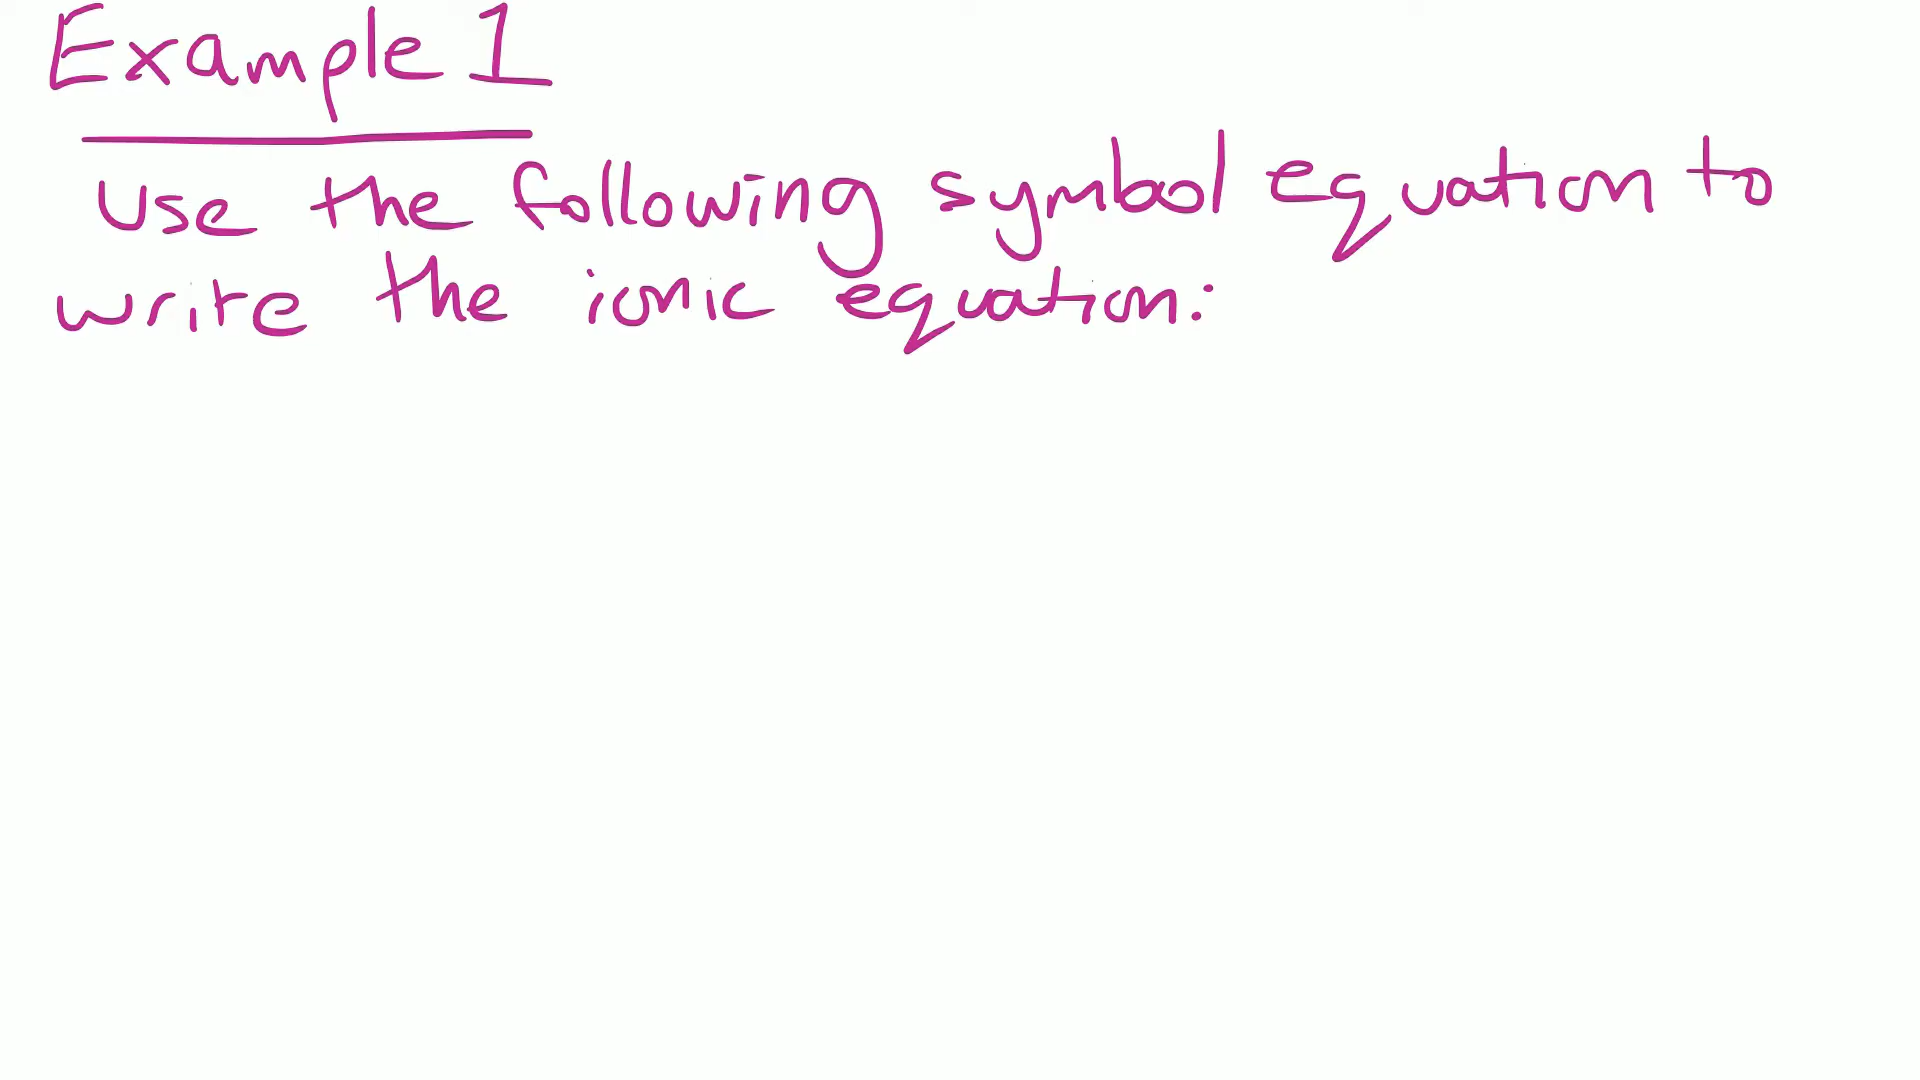 Example 1
Use the following symbol equation to
write the ionic equation: